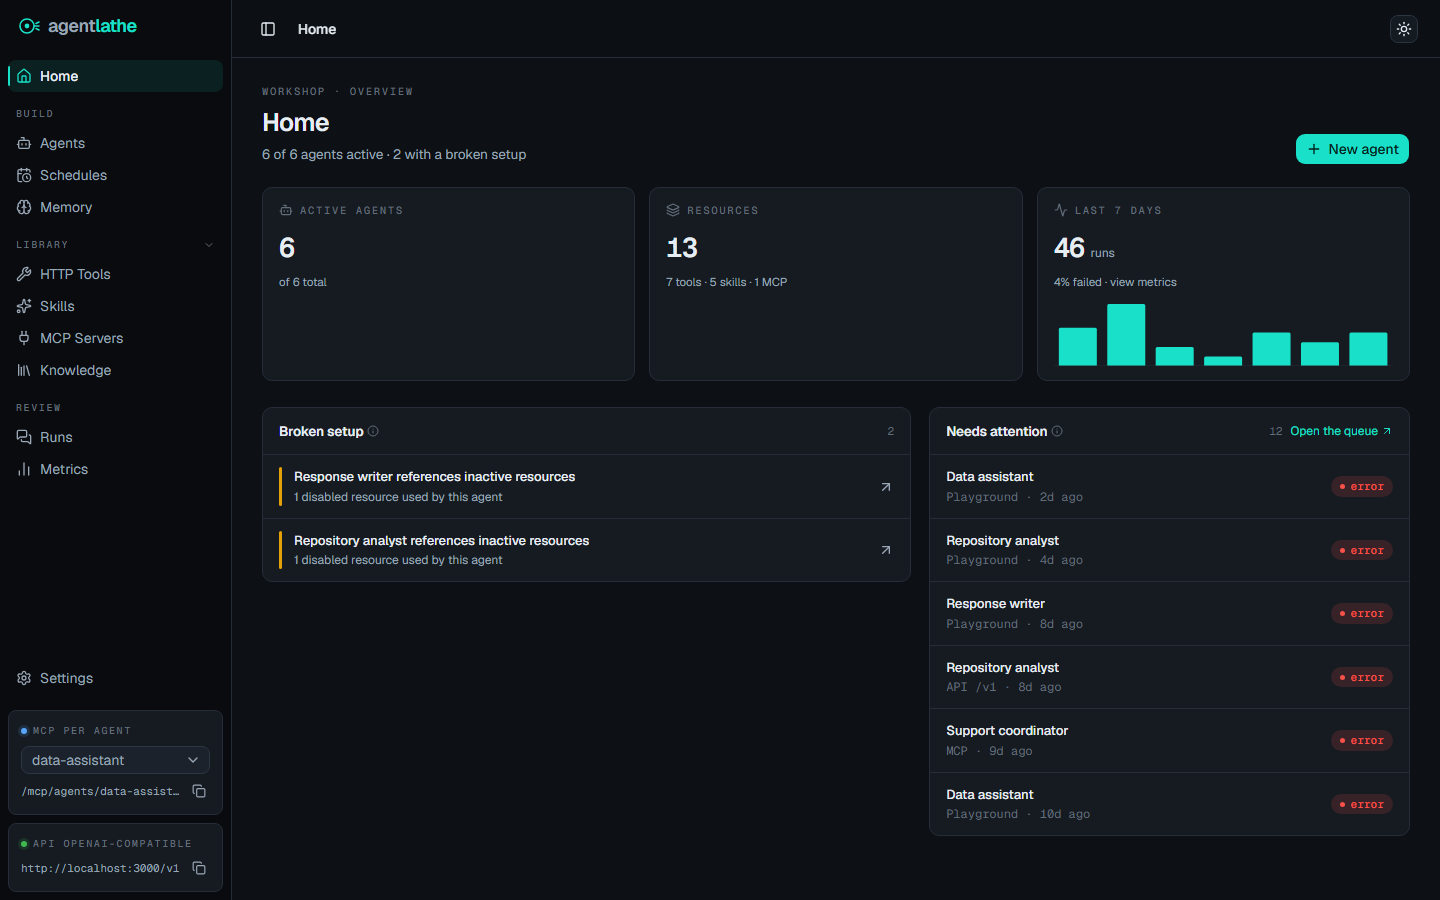 agentlathe
Home
BUILD
Agents
Schedules
Memory
LIBRARY
HTTP Tools
Skills
MCP Servers
Knowledge
REVIEW
Runs
Metrics
Settings
MCP PER AGENT
data-assistant
/mcp/agents/data-assist…
API OPENAI-COMPATIBLE
http://localhost:3000/v1
Home
WORKSHOP · OVERVIEW
Home
6 of 6 agents active · 2 with a broken setup
New agent
ACTIVE AGENTS
6
of 6 total
RESOURCES
13
7 tools · 5 skills · 1 MCP
LAST 7 DAYS
46 runs
4% failed · view metrics
Broken setup 2
Response writer references inactive resources
1 disabled resource used by this agent
Repository analyst references inactive resources
1 disabled resource used by this agent
Needs attention 12 Open the queue
Data assistant
Playground · 2d ago
error
Repository analyst
Playground · 4d ago
error
Response writer
Playground · 8d ago
error
Repository analyst
API /v1 · 8d ago
error
Support coordinator
MCP · 9d ago
error
Data assistant
Playground · 10d ago
error